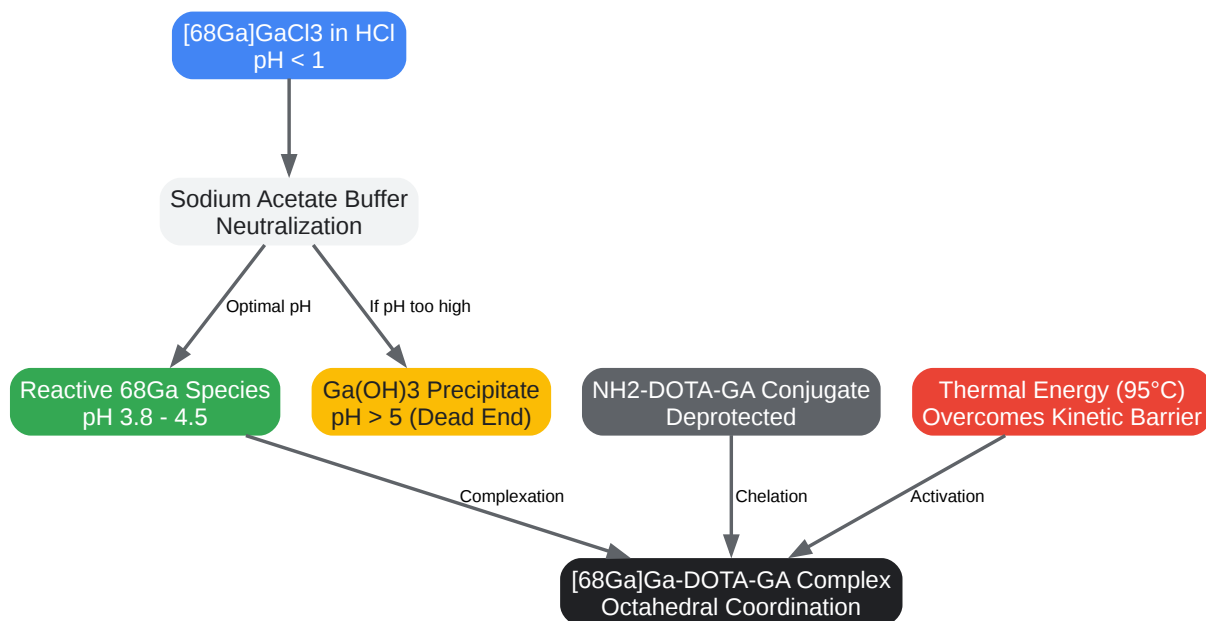 [68Ga]GaCl3 in HCl
pH < 1
Sodium Acetate Buffer
Neutralization
Optimal pH
If pH too high
Reactive 68Ga Species
pH 3.8 - 4.5
Ga(OH)3 Precipitate
pH > 5 (Dead End)
NH2-DOTA-GA Conjugate
Deprotected
Thermal Energy (95°C)
Overcomes Kinetic Barrier
Complexation
Chelation
Activation
[68Ga]Ga-DOTA-GA Complex
Octahedral Coordination